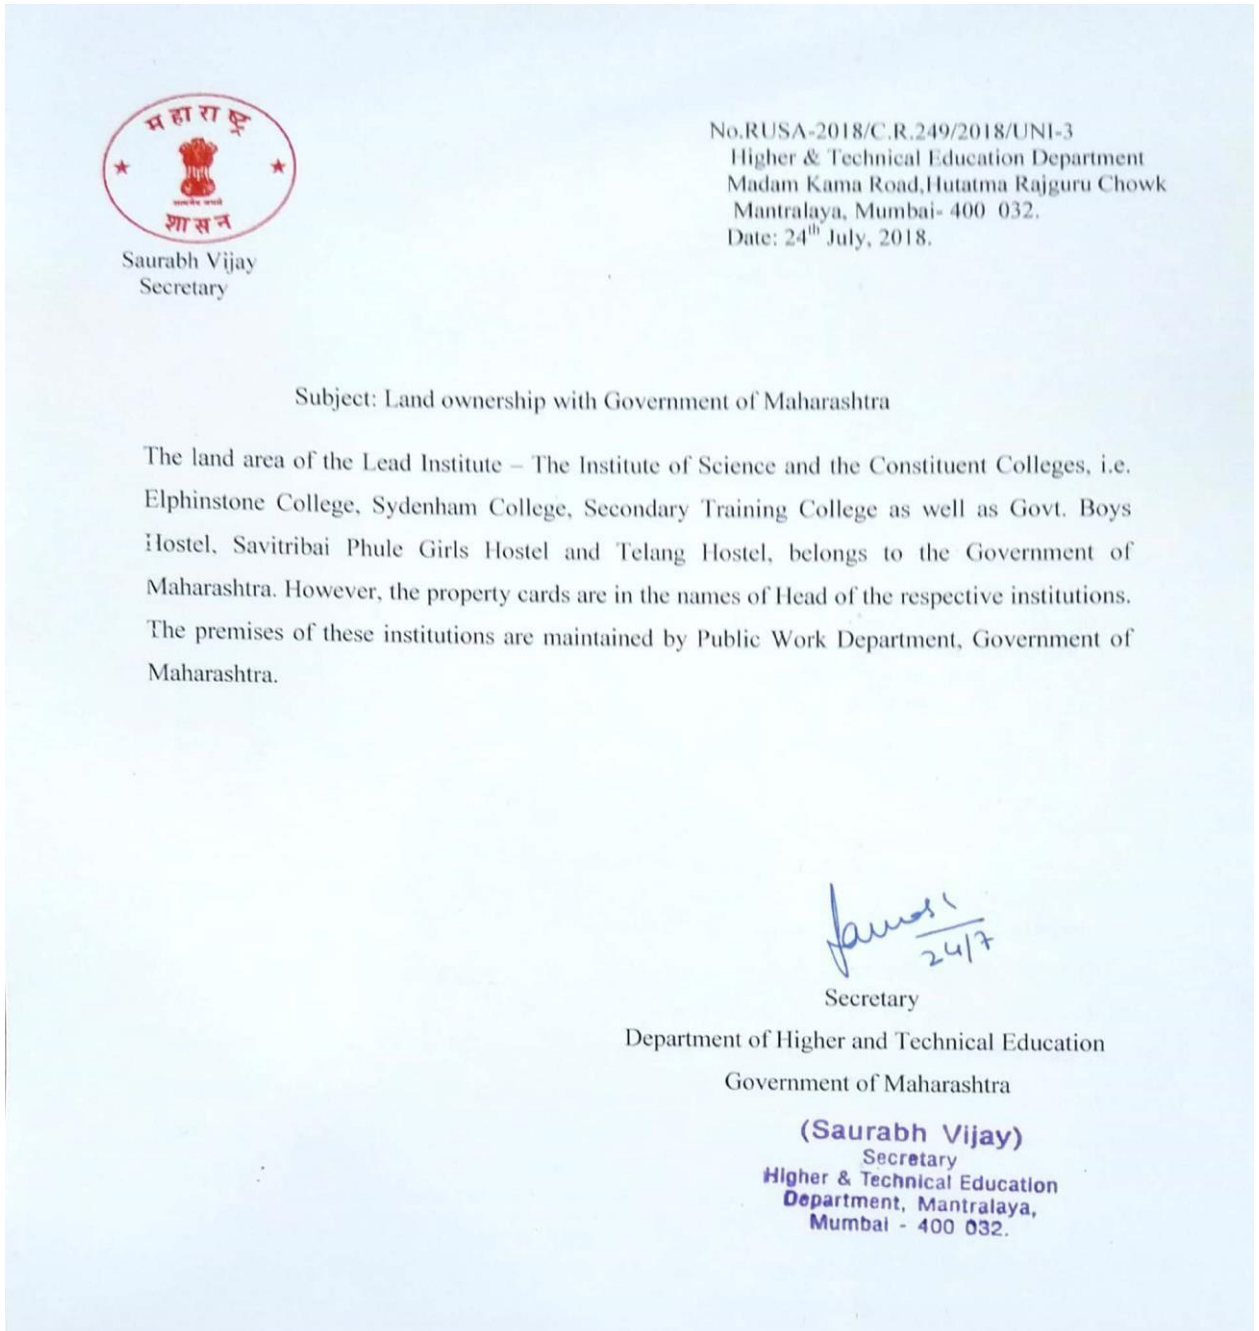 महाराष्ट्र
शासन
Saurabh Vijay
Secretary
No.RUSA-2018/C.R.249/2018/UNI-3
Higher & Technical Education Department
Madam Kama Road,Hutatma Rajguru Chowk
Mantralaya, Mumbai- 400 032.
Date: 24th July, 2018.
Subject: Land ownership with Government of Maharashtra
The land area of the Lead Institute – The Institute of Science and the Constituent Colleges, i.e.
Elphinstone College, Sydenham College, Secondary Training College as well as Govt. Boys
Hostel, Savitribai Phule Girls Hostel and Telang Hostel, belongs to the Government of
Maharashtra. However, the property cards are in the names of Head of the respective institutions.
The premises of these institutions are maintained by Public Work Department, Government of
Maharashtra.
24/7
Secretary
Department of Higher and Technical Education
Government of Maharashtra
(Saurabh Vijay)
Secretary
Higher & Technical Education
Department, Mantralaya,
Mumbai - 400 032.